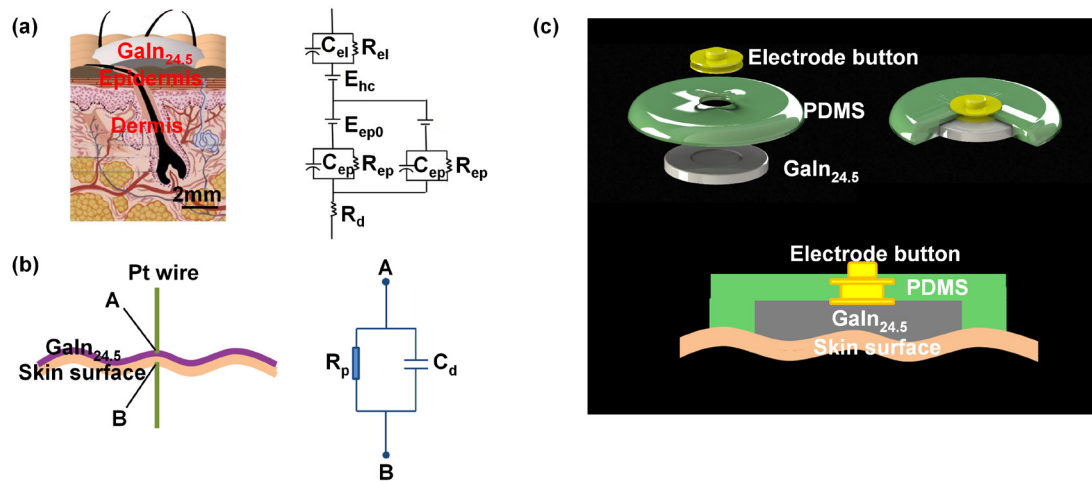 (a)
GaIn24.5
Epidermis
Dermis
2mm
Cel
Rel
Ehc
Eep0
Cep
Rep
Cep
Rep
Rd
(b)
Pt wire
A
GaIn24.5
Skin surface
B
A
Rp
Cd
B
(c)
Electrode button
PDMS
GaIn24.5
Electrode button
PDMS
GaIn24.5
Skin surface